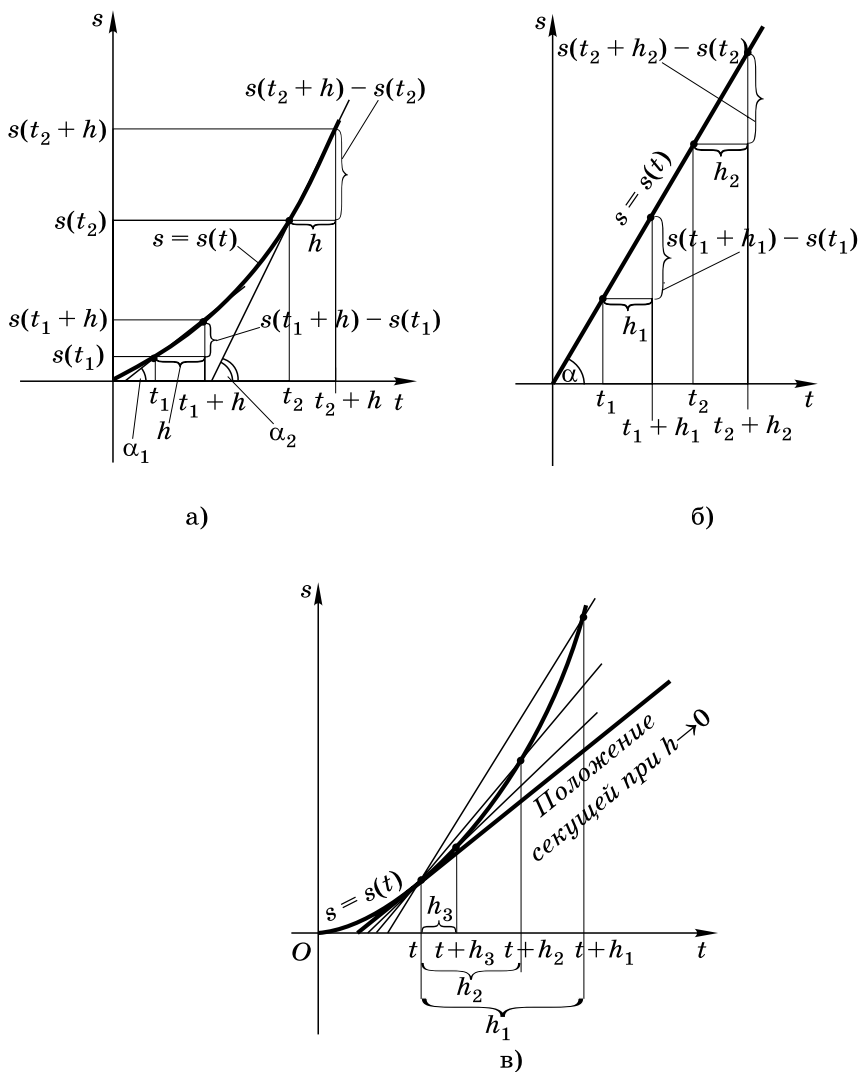 s
s(t₂ + h) – s(t₂)
s(t₂ + h)
s(t₂)
s = s(t)
h
s(t₁ + h)
s(t₁ + h) – s(t₁)
s(t₁)
t₁ t₁ + h t₂ t₂ + h t
h
α₁ α₂
а)
s
s(t₂ + h₂) – s(t₂)
h₂
s = s(t)
s(t₁ + h₁) – s(t₁)
h₁
α
t₁ t₂ t
t₁ + h₁ t₂ + h₂
б)
s
Положение
секущей при h→0
s = s(t)
h₃
O t t+h₃ t+h₂ t+h₁ t
h₂
h₁
в)